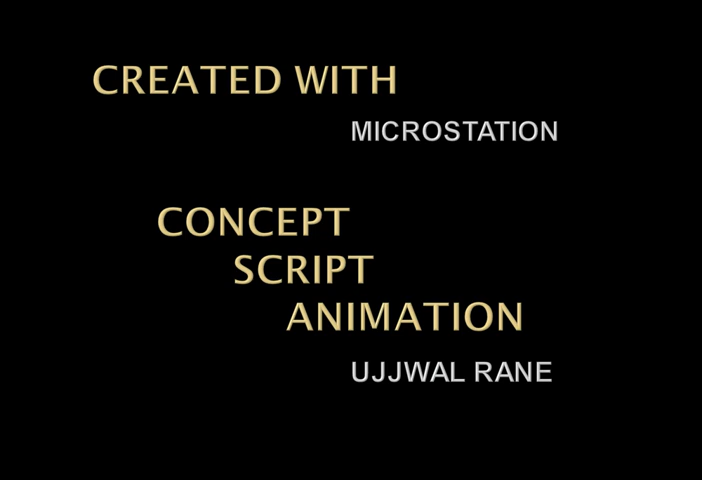 CREATED WITH
MICROSTATION
CONCEPT
SCRIPT
ANIMATION
UJJWAL RANE